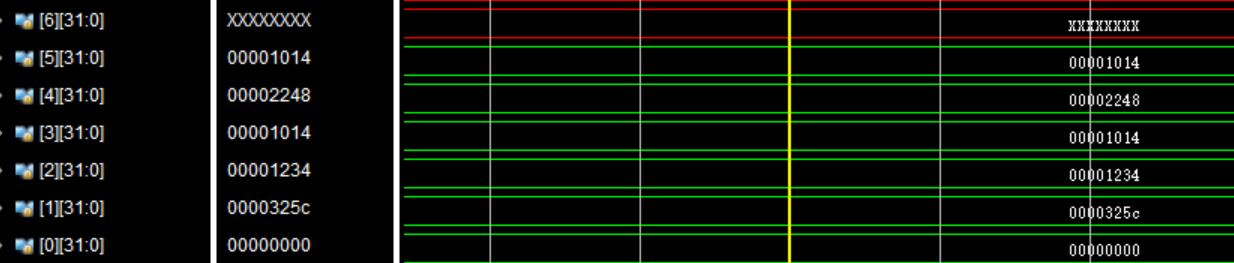 [6][31:0] XXXXXXXX XXXXXXXX
[5][31:0] 00001014 00001014
[4][31:0] 00002248 00002248
[3][31:0] 00001014 00001014
[2][31:0] 00001234 00001234
[1][31:0] 0000325c 0000325c
[0][31:0] 00000000 00000000